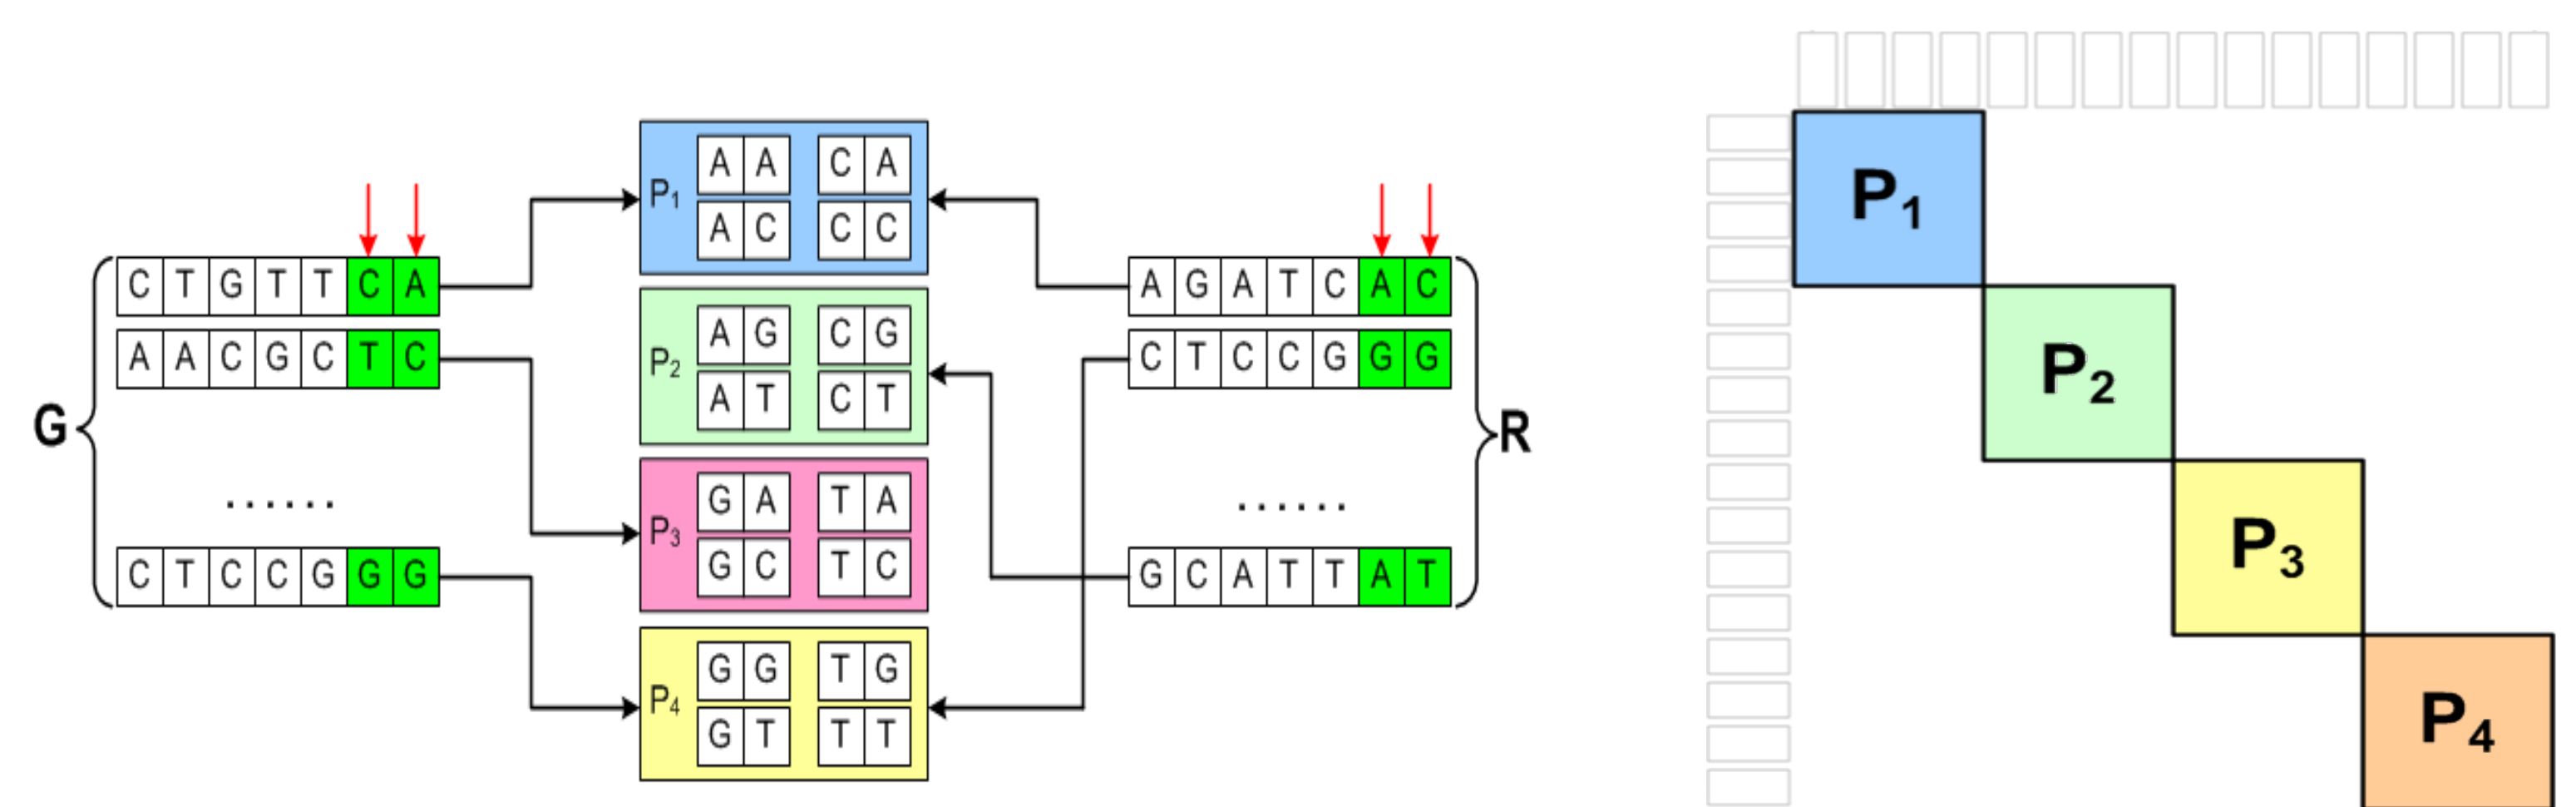 G
C T G T T C A
A A C G C T C
......
C T C C G G G
P1
A A C A
A C C C
P2
A G C G
A T C T
P3
G A T A
G C T C
P4
G G T G
G T T T
A G A T C A C
C T C C G G G
......
G C A T T A T
R
P1
P2
P3
P4